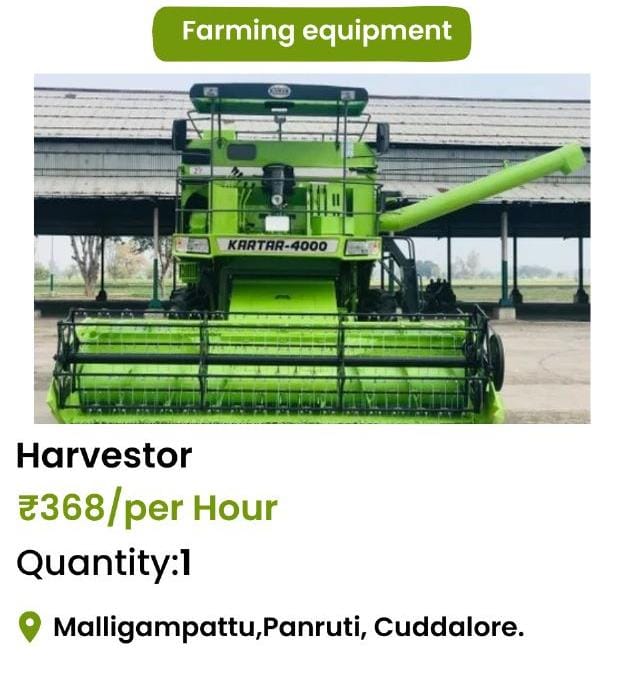 Farming equipment
KARTAR-4000
Harvestor
₹368/per Hour
Quantity:1
Malligampattu,Panruti, Cuddalore.